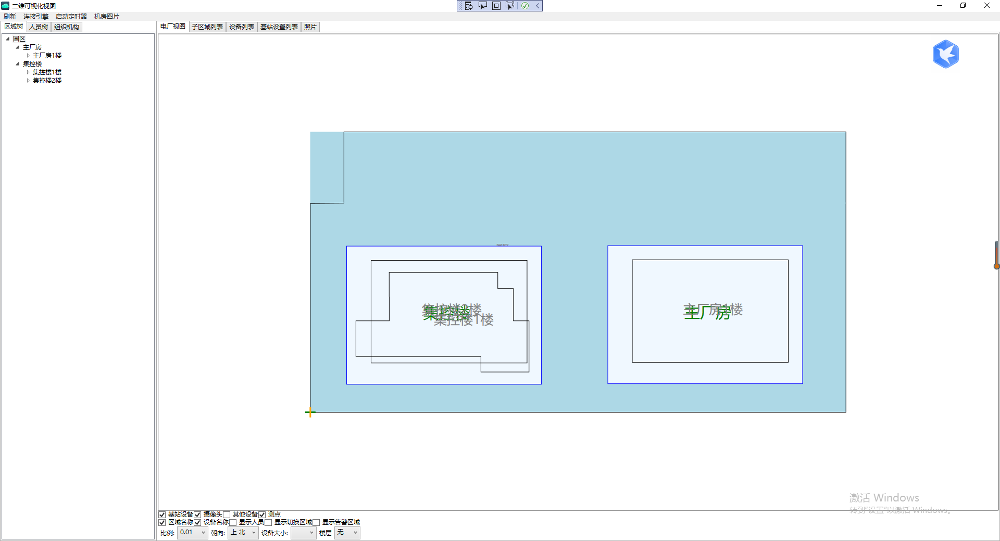 二维可视化视图
刷新 连接引擎 启动定时器 机房图片
区域树 人员树 组织机构
电厂视图 子区域列表 设备列表 基站设置列表 照片
园区
主厂房
主厂房1楼
集控楼
集控楼1楼
集控楼2楼
园区
集控楼2楼
集控楼
集控楼1楼
主厂房1楼
主厂房
激活 Windows
转到"设置"以激活 Windows。
基站设备 摄像头 其他设备 测点
区域名称 设备名称 显示人员 显示切换区域 显示告警区域
比例: 0.01 朝向: 上北 设备大小: 楼层 无